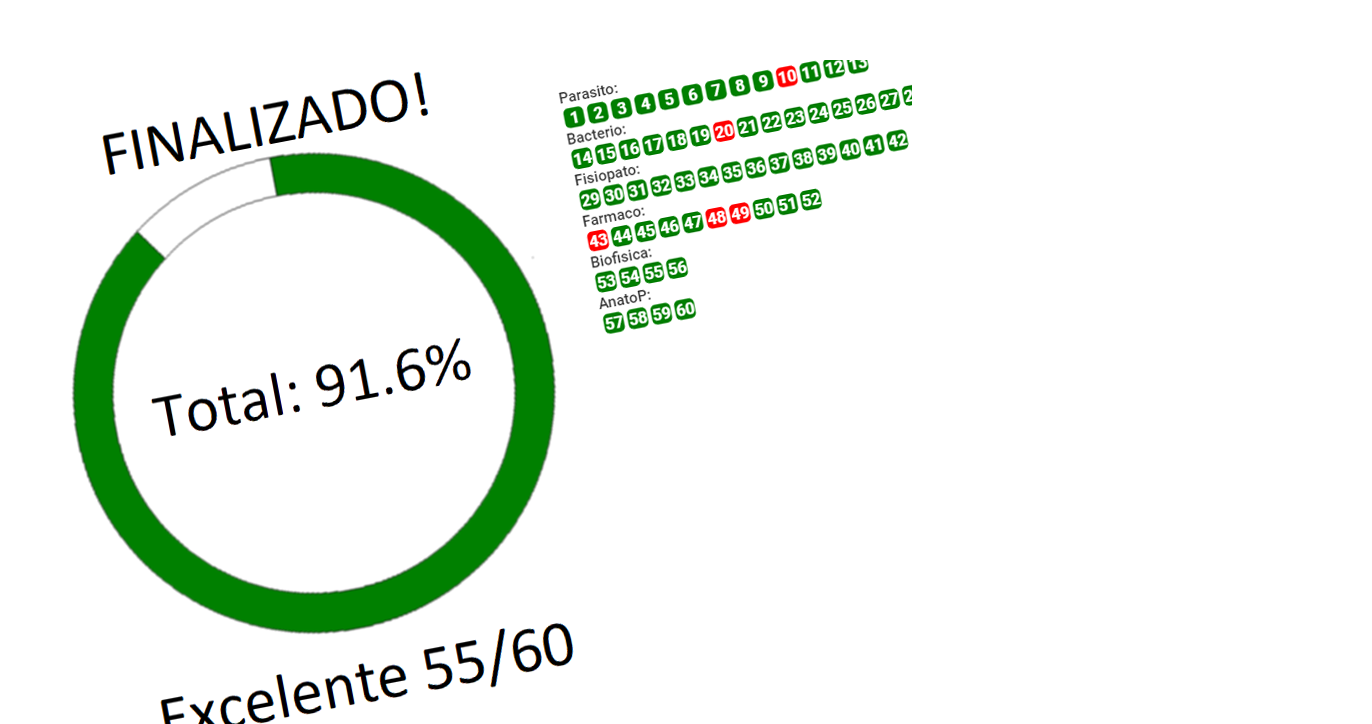 FINALIZADO!
Total: 91.6%
Excelente 55/60
Parasito:
1 2 3 4 5 6 7 8 9 10 11 12 13
Bacterio:
14 15 16 17 18 19 20 21 22 23 24 25 26 27
Fisiopato:
29 30 31 32 33 34 35 36 37 38 39 40 41 42
Farmaco:
43 44 45 46 47 48 49 50 51 52
Biofisica:
53 54 55 56
AnatoP:
57 58 59 60